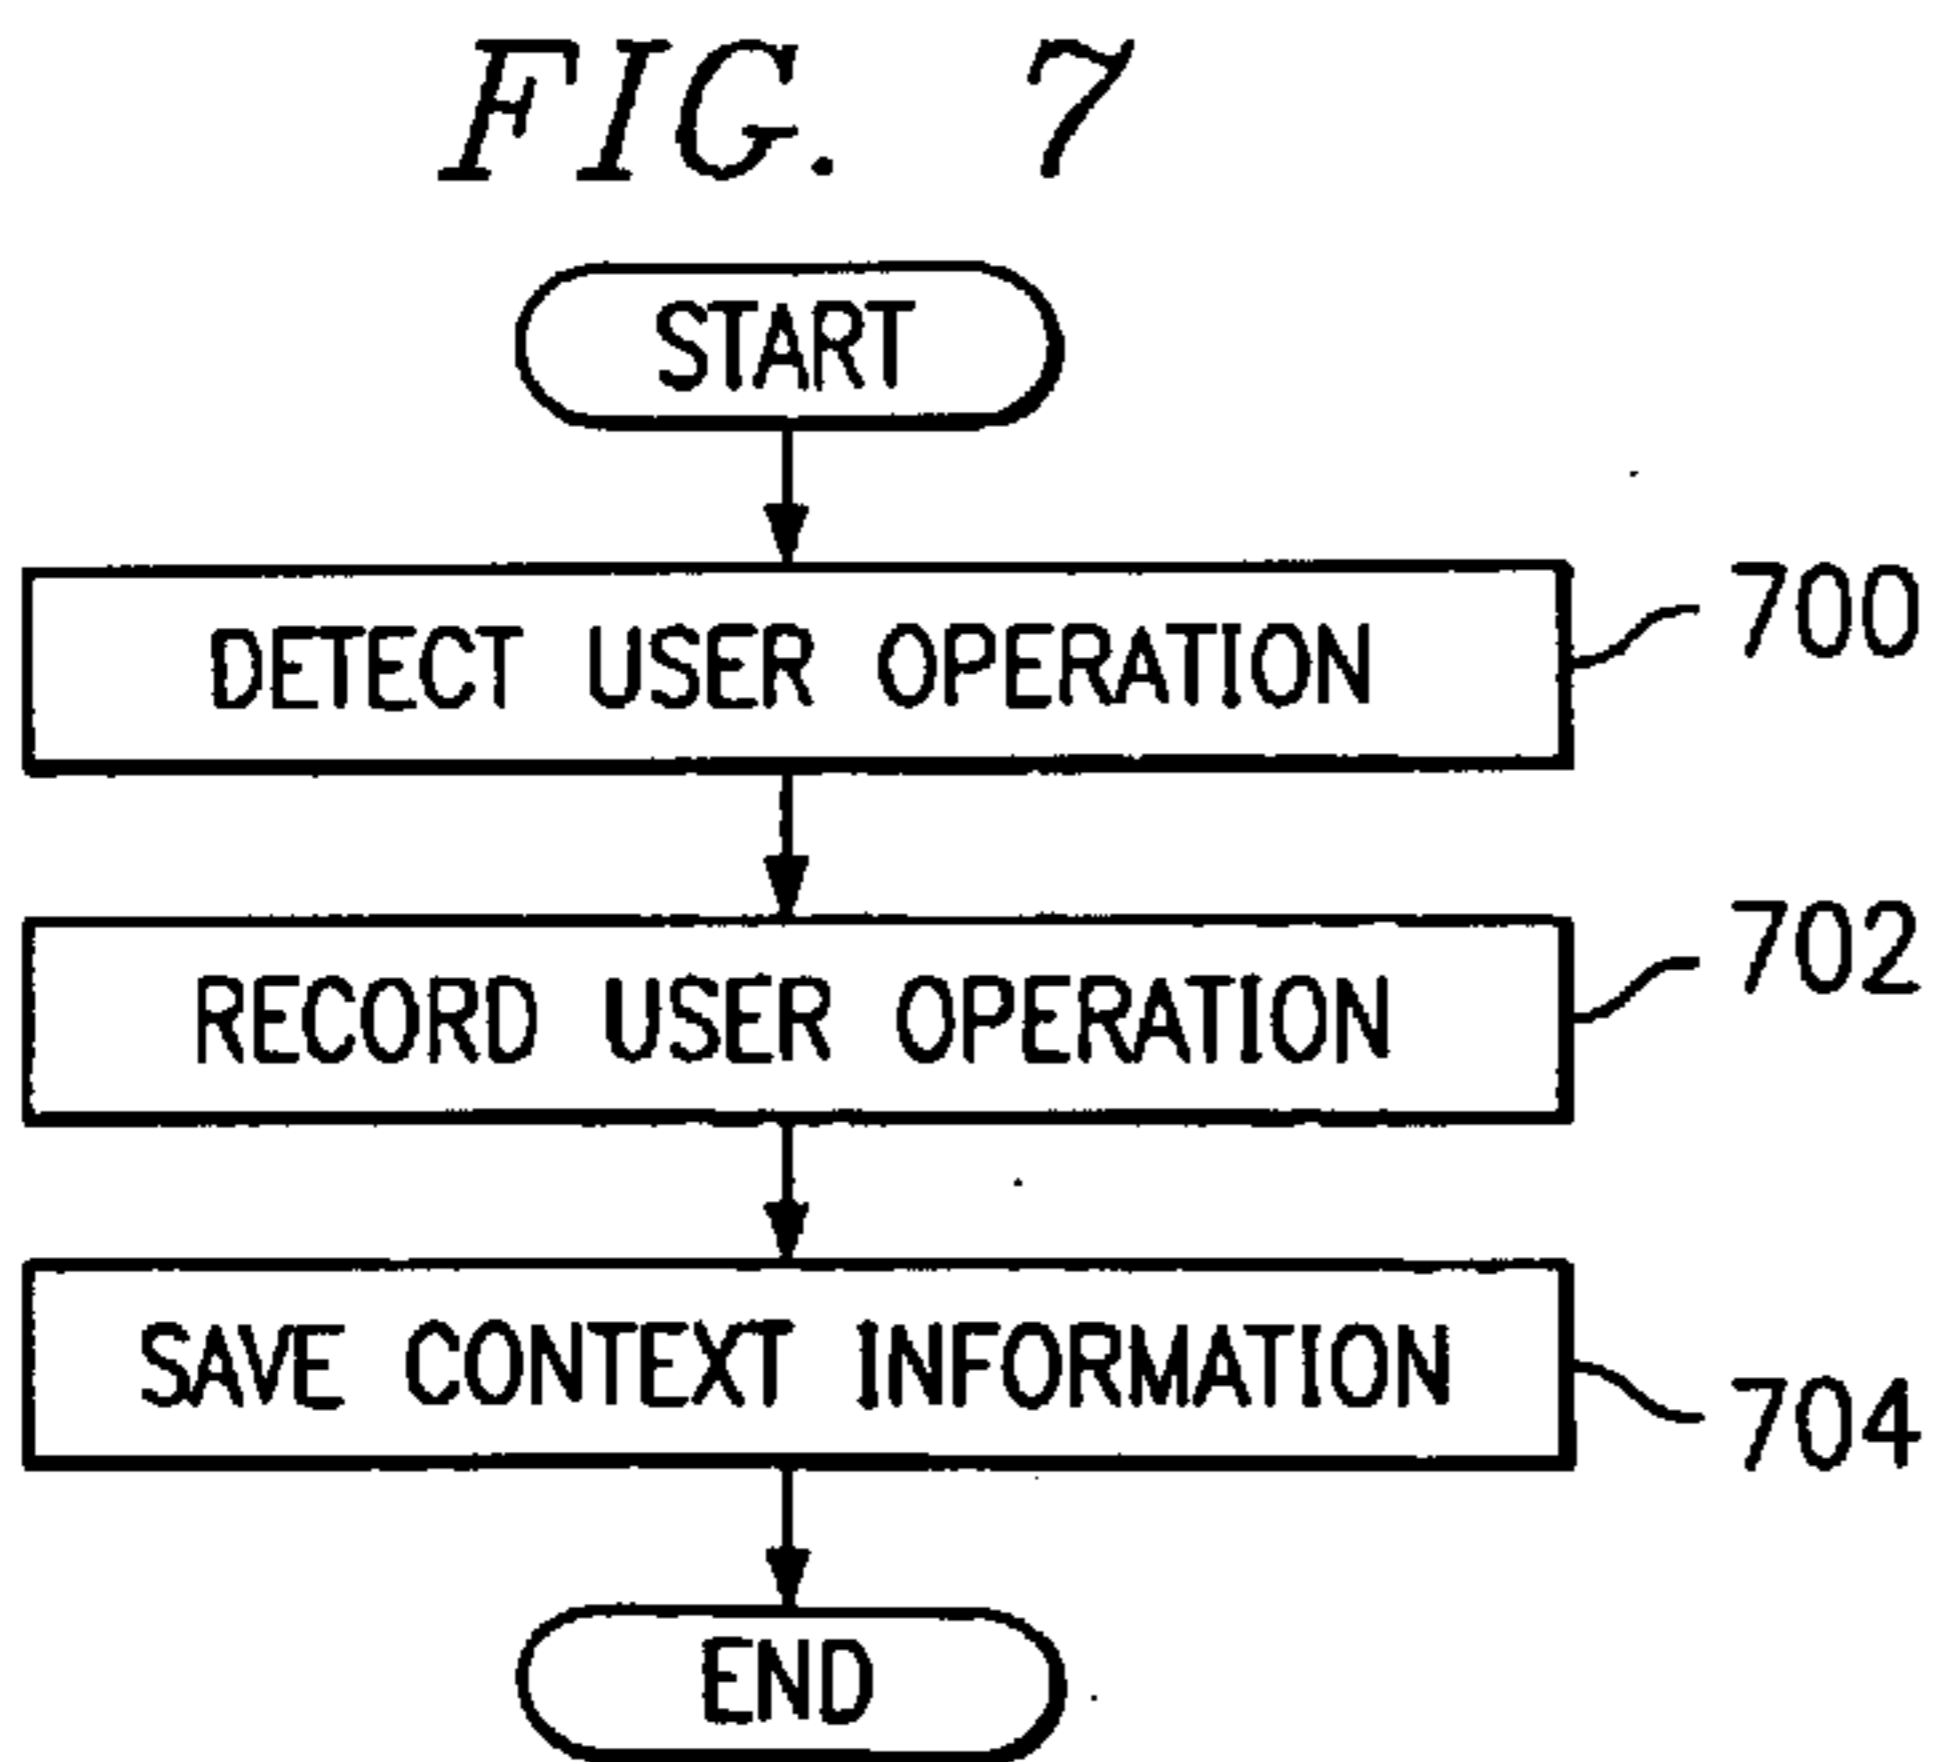 FIG. 7
START
DETECT USER OPERATION
700
RECORD USER OPERATION
702
SAVE CONTEXT INFORMATION
704
END